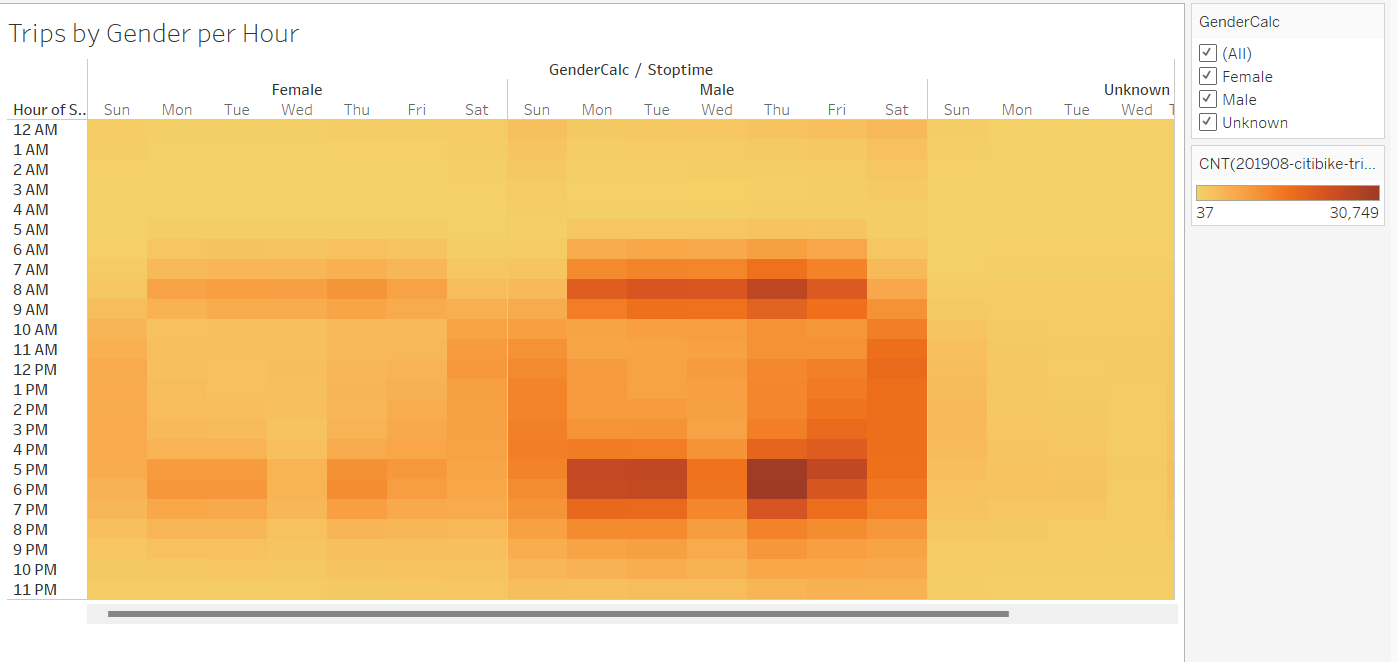 Trips by Gender per Hour
GenderCalc / Stoptime
Female Male Unknown
Hour of S.. Sun Mon Tue Wed Thu Fri Sat Sun Mon Tue Wed Thu Fri Sat Sun Mon Tue Wed T
12 AM
1 AM
2 AM
3 AM
4 AM
5 AM
6 AM
7 AM
8 AM
9 AM
10 AM
11 AM
12 PM
1 PM
2 PM
3 PM
4 PM
5 PM
6 PM
7 PM
8 PM
9 PM
10 PM
11 PM
GenderCalc
(All)
Female
Male
Unknown
CNT(201908-citibike-tri...
37 30,749